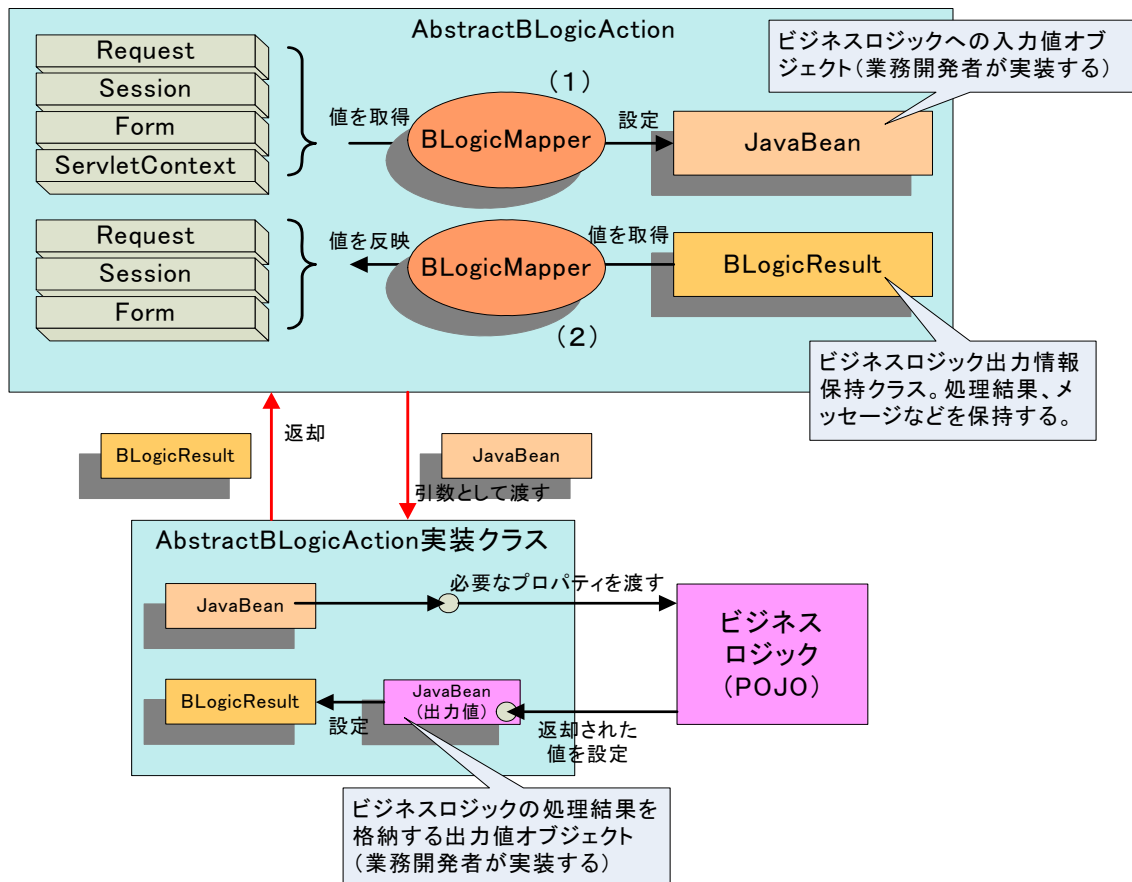 AbstractBLogicAction
ビジネスロジックへの入力値オブ
ジェクト(業務開発者が実装する)
Request
Session
Form
ServletContext
値を取得
(1)
BLogicMapper
設定
JavaBean
Request
Session
Form
値を反映
BLogicMapper
(2)
値を取得
BLogicResult
ビジネスロジック出力情報
保持クラス。処理結果、メ
ッセージなどを保持する。
BLogicResult
返却
JavaBean
引数として渡す
AbstractBLogicAction実装クラス
JavaBean
必要なプロパティを渡す
ビジネス
ロジック
(POJO)
BLogicResult
設定
JavaBean
(出力値)
返却された
値を設定
ビジネスロジックの処理結果を
格納する出力値オブジェクト
(業務開発者が実装する)